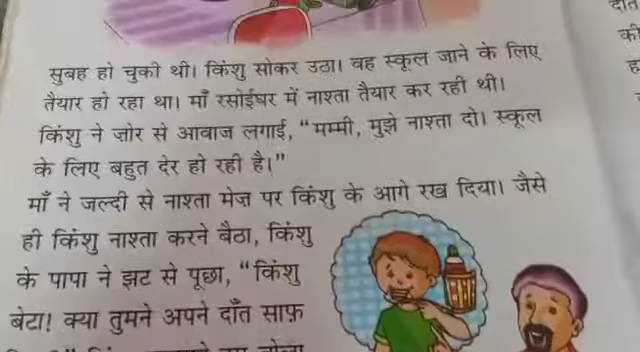 सुबह हो चुकी थी। किंशु सोकर उठा। वह स्कूल जाने के लिए
तैयार हो रहा था। माँ रसोईघर में नाश्ता तैयार कर रही थी।
किंशु ने ज़ोर से आवाज लगाई, “मम्मी, मुझे नाश्ता दो। स्कूल
के लिए बहुत देर हो रही है।”
माँ ने जल्दी से नाश्ता मेज़ पर किंशु के आगे रख दिया। जैसे
ही किंशु नाश्ता करने बैठा, किंशु
के पापा ने झट से पूछा, “किंशु
बेटा! क्या तुमने अपने दाँत साफ़